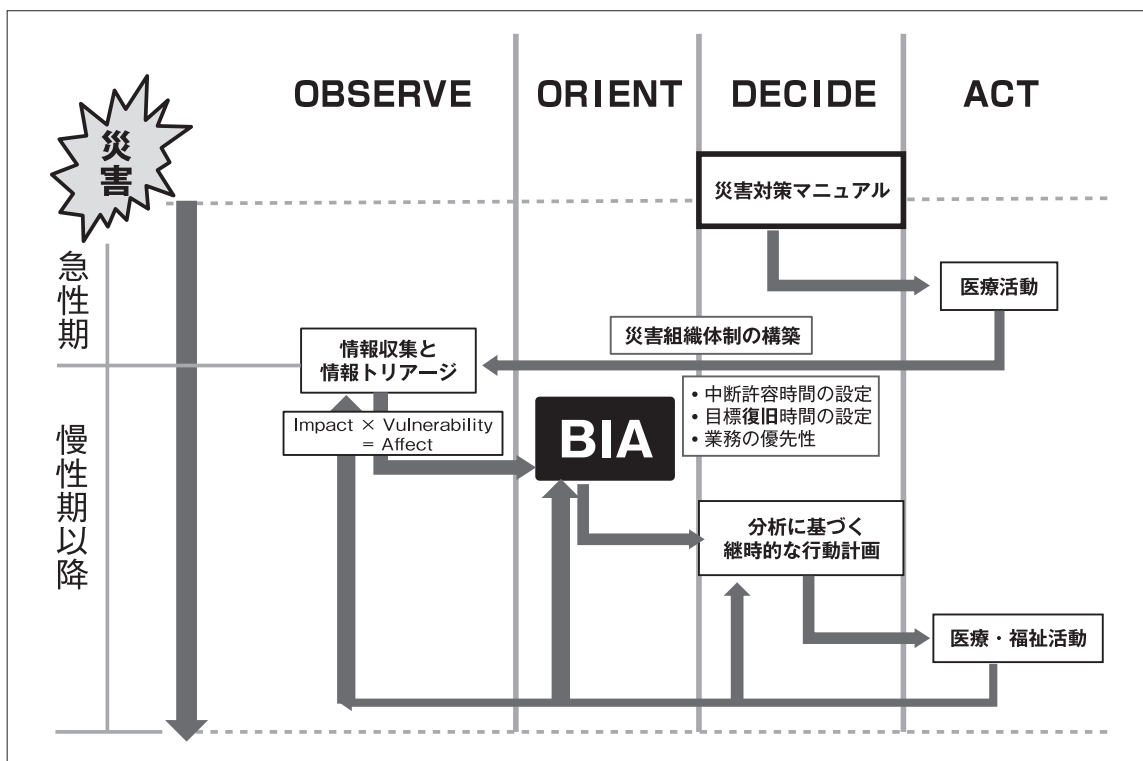 OBSERVE
ORIENT
DECIDE
ACT
災害
災害対策マニュアル
急性期
医療活動
災害組織体制の構築
情報収集と
情報トリアージ
• 中断許容時間の設定
• 目標復旧時間の設定
• 業務の優先性
Impact × Vulnerability
= Affect
BIA
慢性期以降
分析に基づく
継時的な行動計画
医療・福祉活動